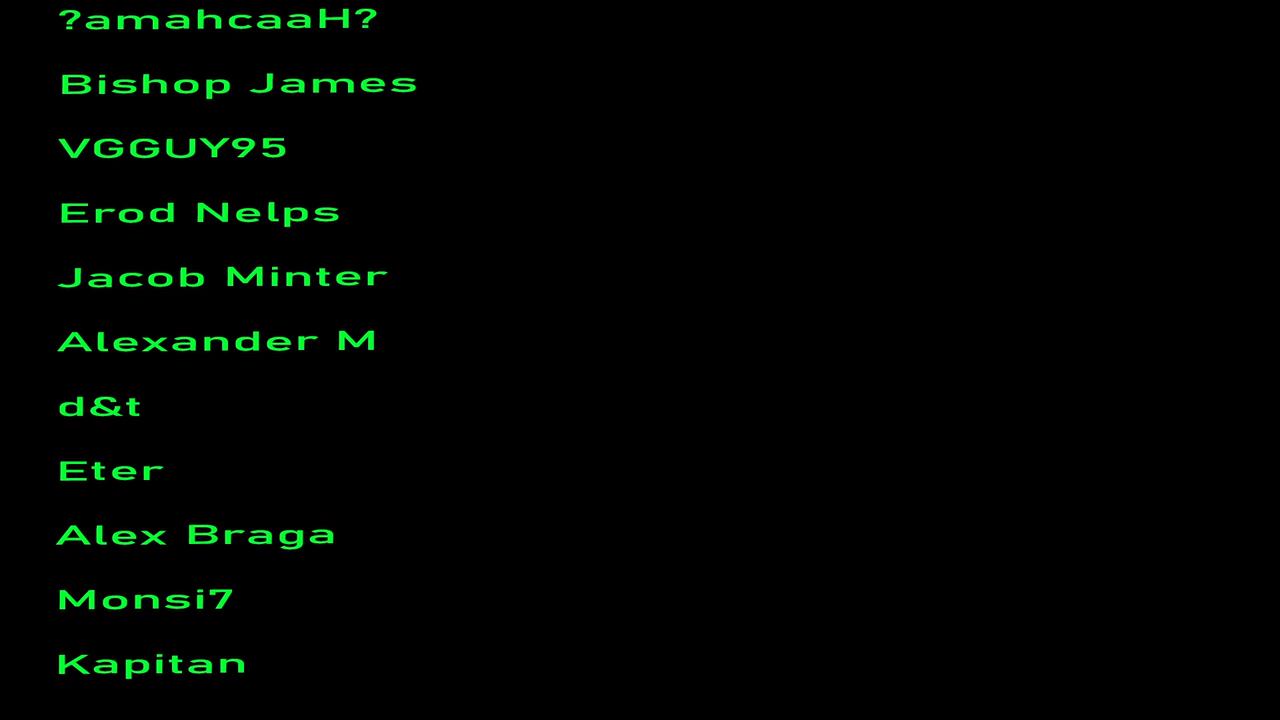 ?amahcaaH?
Bishop James
VGGUY95
Erod Nelps
Jacob Minter
Alexander M
d&t
Eter
Alex Braga
Monsi7
Kapitan